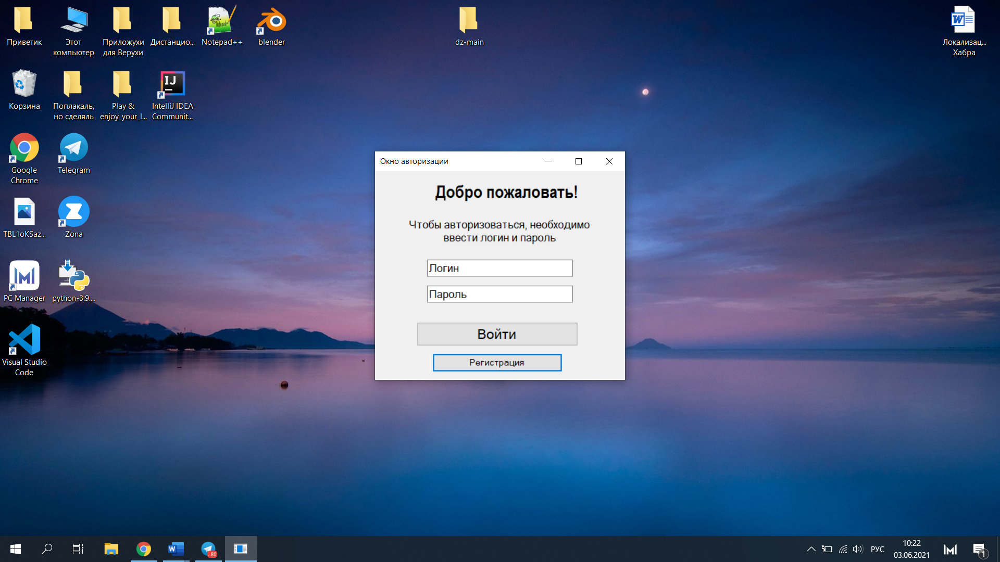 Приветик
Этот
компьютер
Приложухи
для Верухи
Дистанцио...
Notepad++
blender
dz-main
Локализац...
Хабра
Корзина
Поплакаль,
но сделяль
Play &
enjoy_your_l...
IJ
IntelliJ IDEA
Communit...
Google
Chrome
Telegram
TBL1oKSaz...
Zona
PC Manager
python-3.9....
Visual Studio
Code
Окно авторизации
Добро пожаловать!
Чтобы авторизоваться, необходимо
ввести логин и пароль
Логин
Пароль
Войти
Регистрация
..80
РУС
10:22
03.06.2021
1